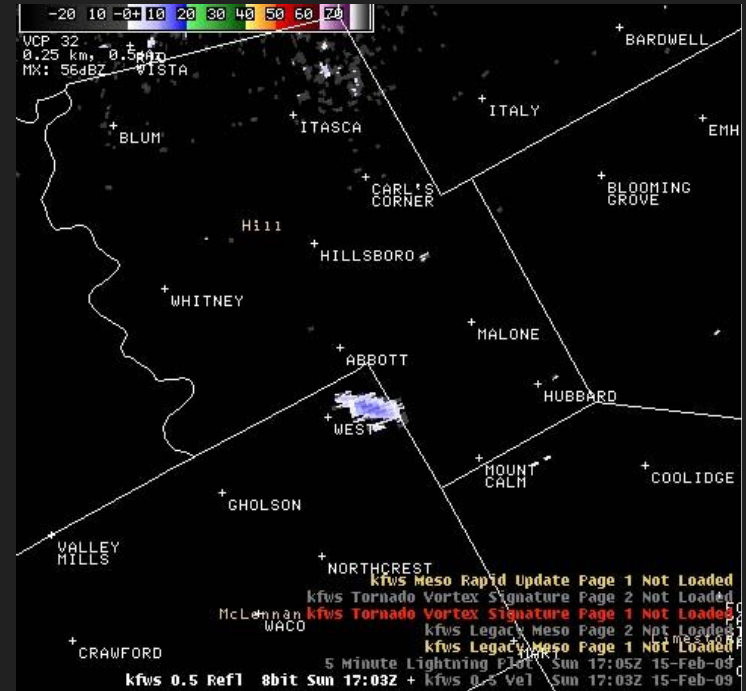 -20 10 -0+ 10 20 30 40 50 60 70
VCP 32
0.25 km, 0.5
MX: 56dBZ VISTA
BARDWELL
ITALY
ITASCA
BLUM
EMH
CARL'S
CORNER
BLOOMING
GROVE
Hill
HILLSBORO
WHITNEY
MALONE
ABBOTT
HUBBARD
WEST
MOUNT
CALM
COOLIDGE
GHOLSON
VALLEY
MILLS
NORTHCREST
kfws Meso Rapid Update Page 1 Not Loaded
kfws Tornado Vortex Signature Page 2 Not Loaded
McLennan kfws Tornado Vortex Signature Page 1 Not Loaded
WACO
kfws Legacy Meso Page 2 Not Loaded
kfws Legacy Meso Page 1 Not Loaded
CRAWFORD
MART
5 Minute Lightning Plot Sun 17:05Z 15-Feb-09
kfws 0.5 Refl 8bit Sun 17:03Z + kfws 0.5 Vel Sun 17:03Z 15-Feb-09